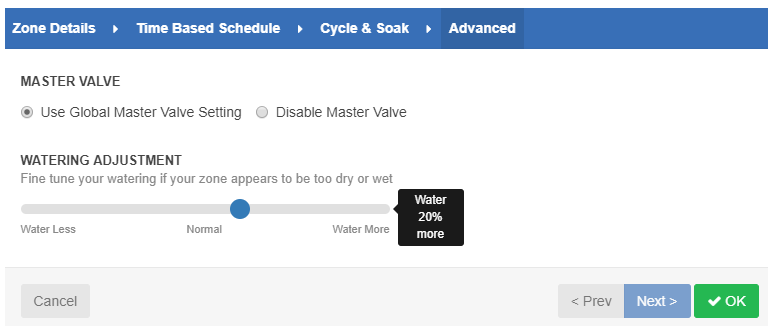 Zone Details Time Based Schedule Cycle & Soak Advanced
MASTER VALVE
Use Global Master Valve Setting Disable Master Valve
WATERING ADJUSTMENT
Fine tune your watering if your zone appears to be too dry or wet
Water
20%
more
Water Less Normal Water More
Cancel < Prev Next > OK